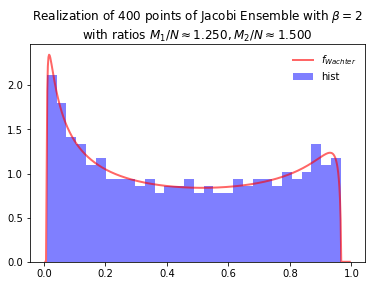 Realization of 400 points of Jacobi Ensemble with β = 2
with ratios M₁/N ≈ 1.250, M₂/N ≈ 1.500
f_Wachter
hist
2.0
1.5
1.0
0.5
0.0
0.0 0.2 0.4 0.6 0.8 1.0